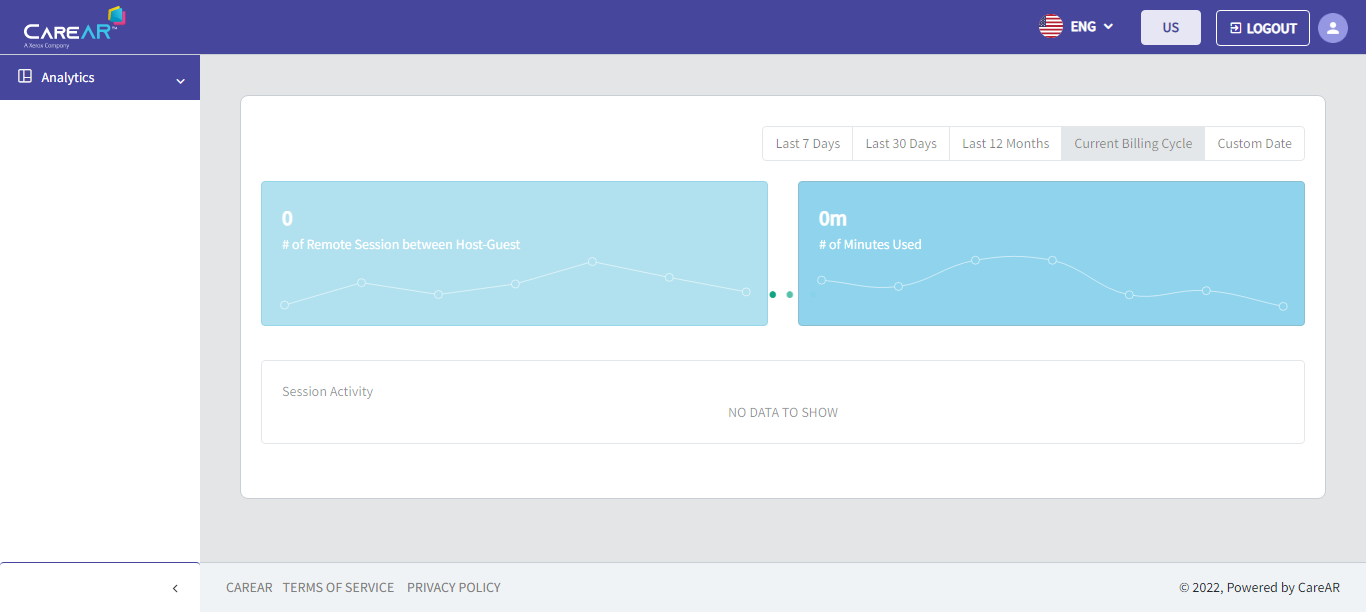 CAREAR™
A Xerox Company
ENG
US
LOGOUT
Analytics
Last 7 Days
Last 30 Days
Last 12 Months
Current Billing Cycle
Custom Date
0
# of Remote Session between Host-Guest
0m
# of Minutes Used
Session Activity
NO DATA TO SHOW
CAREAR
TERMS OF SERVICE
PRIVACY POLICY
© 2022, Powered by CareAR